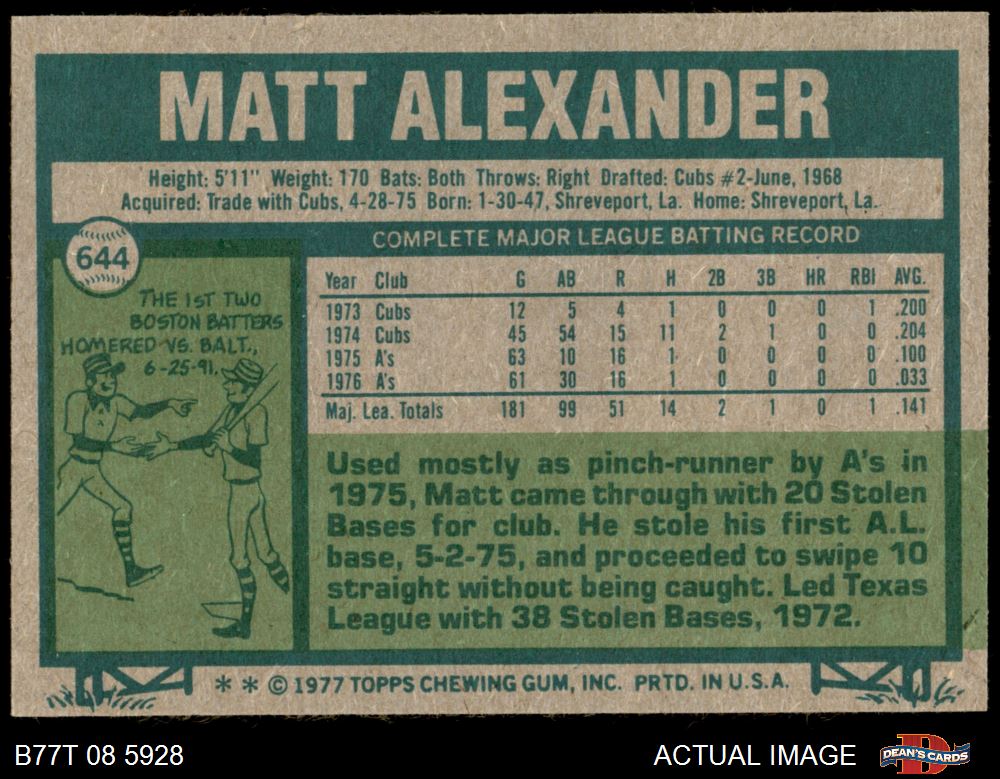 MATT ALEXANDER
Height: 5'11" Weight: 170 Bats: Both Throws: Right Drafted: Cubs #2-June, 1968
Acquired: Trade with Cubs, 4-28-75 Born: 1-30-47, Shreveport, La. Home: Shreveport, La.
644
THE 1ST TWO
BOSTON BATTERS
HOMERED VS. BALT.,
6-25-91.
COMPLETE MAJOR LEAGUE BATTING RECORD
Year Club G AB R H 2B 3B HR RBI AVG.
1973 Cubs 12 5 4 1 0 0 0 1 .200
1974 Cubs 45 54 15 11 2 1 0 0 .204
1975 A's 63 10 16 1 0 0 0 0 .100
1976 A's 61 30 16 1 0 0 0 0 .033
Maj. Lea. Totals 181 99 51 14 2 1 0 1 .141
Used mostly as pinch-runner by A's in
1975, Matt came through with 20 Stolen
Bases for club. He stole his first A.L.
base, 5-2-75, and proceeded to swipe 10
straight without being caught. Led Texas
League with 38 Stolen Bases, 1972.
* * © 1977 TOPPS CHEWING GUM, INC. PRTD. IN U.S.A.
B77T 08 5928
ACTUAL IMAGE
D
DEAN'S CARDS